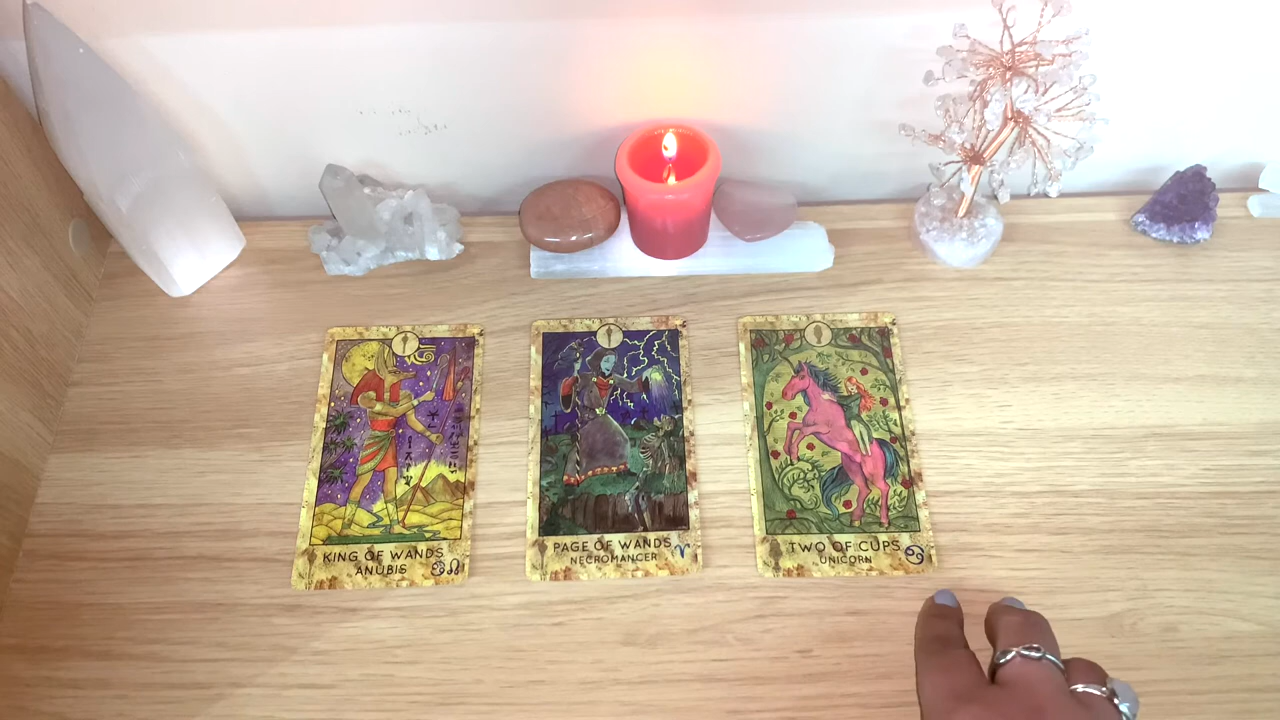 KING OF WANDS
ANUBIS
PAGE OF WANDS
NECROMANCER
TWO OF CUPS
UNICORN